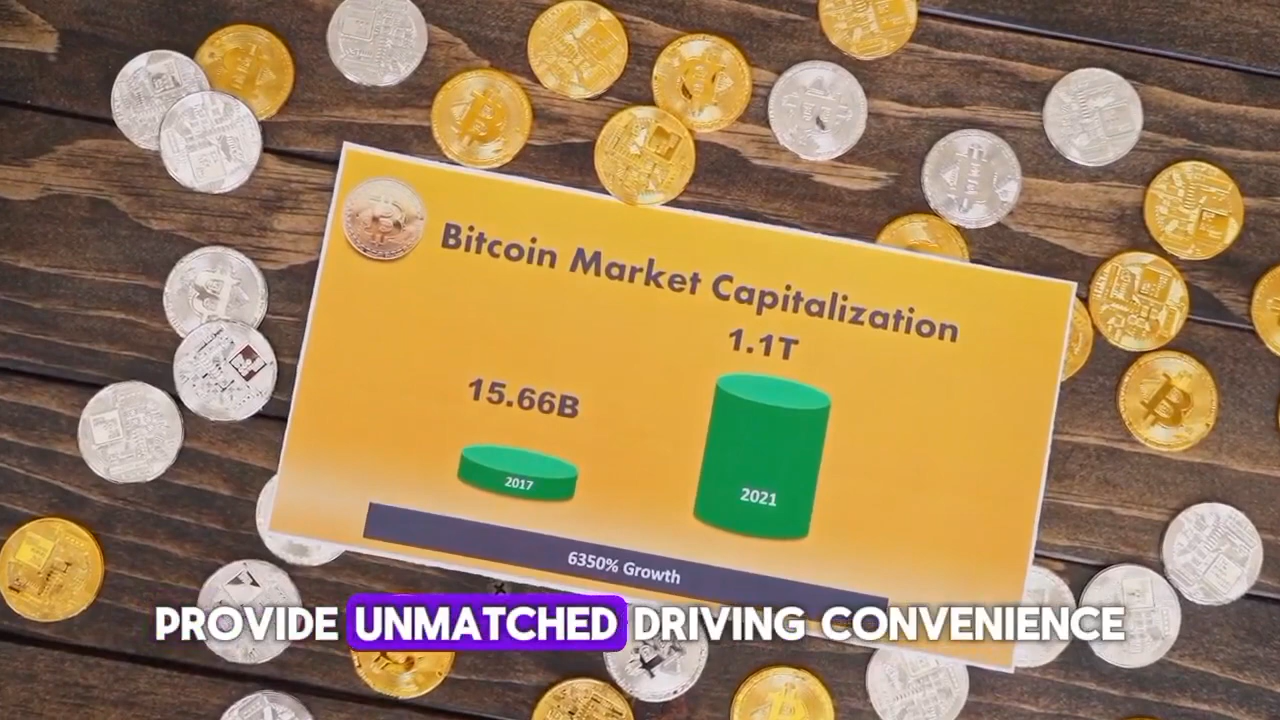 Bitcoin Market Capitalization
1.1T
15.66B
2017
2021
6350% Growth
PROVIDE UNMATCHED DRIVING CONVENIENCE